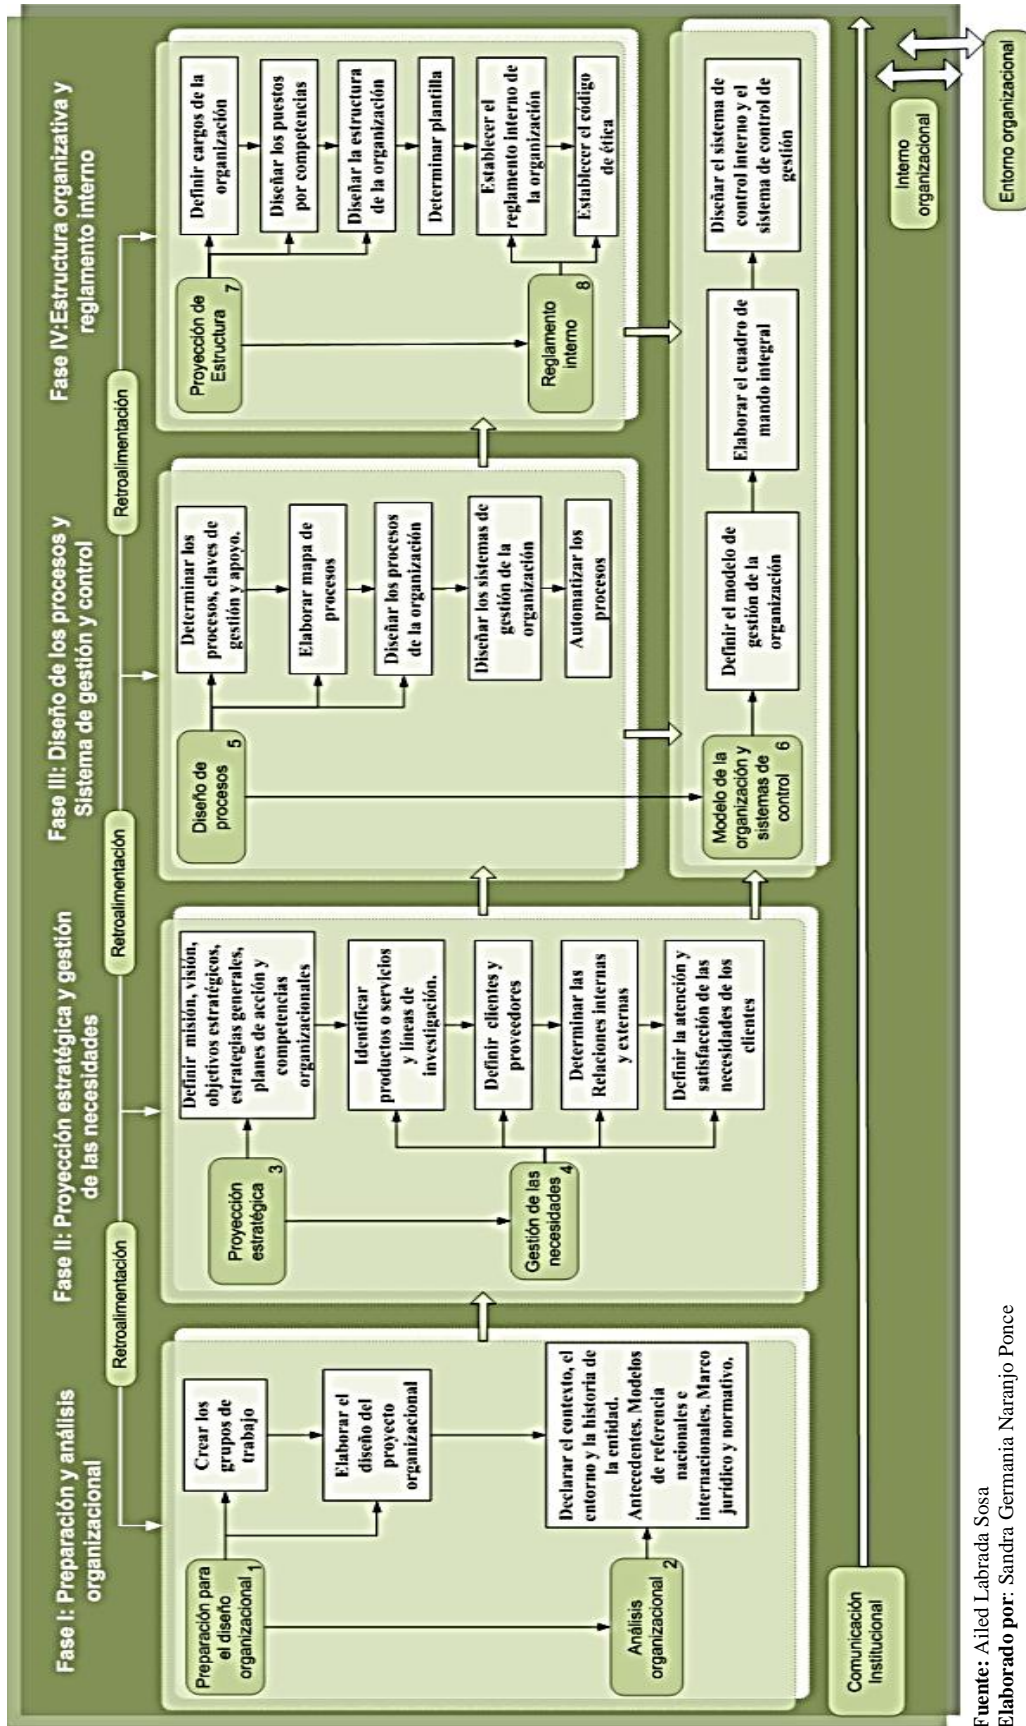 Fase I: Preparación y análisis
organizacional
Fase II: Proyección estratégica y gestión
de las necesidades
Fase III: Diseño de los procesos y
Sistema de gestión y control
Fase IV:Estructura organizativa y
reglamento interno
Retroalimentación
Retroalimentación
Retroalimentación
Preparación para
el diseño
organizacional
1
Crear los
grupos de
trabajo
Elaborar el
diseño del
proyecto
organizacional
Análisis
organizacional
2
Declarar el contexto, el
entorno y la historia de
la entidad.
Antecedentes. Modelos
de referencia
nacionales e
internacionales. Marco
jurídico y normativo.
Proyección
estratégica
3
Definir misión, visión,
objetivos estratégicos,
estrategias generales,
planes de acción y
competencias
organizacionales
Gestión de las
necesidades
4
Identificar
productos o servicios
y líneas de
investigación.
Definir clientes y
proveedores
Determinar las
Relaciones internas
y externas
Definir la atención y
satisfacción de las
necesidades de los
clientes
Diseño de
procesos
5
Determinar los
procesos, claves de
gestión y apoyo.
Elaborar mapa de
procesos
Diseñar los procesos
de la organización
Diseñar los sistemas de
gestión de la
organización
Automatizar los
procesos
Modelo de la
organización y
sistemas de
control
6
Definir el modelo de
gestión de la
organización
Elaborar el cuadro de
mando integral
Diseñar el sistema de
control interno y el
sistema de control de
gestión
Proyección de
Estructura
7
Definir cargos de la
organización
Diseñar los puestos
por competencias
Diseñar la estructura
de la organización
Determinar plantilla
Reglamento
interno
8
Establecer el
reglamento interno de
la organización
Establecer el código
de ética
Comunicación
Institucional
Interno
organizacional
Entorno organizacional
Fuente: Ailed Labrada Sosa
Elaborado por: Sandra Germania Naranjo Ponce